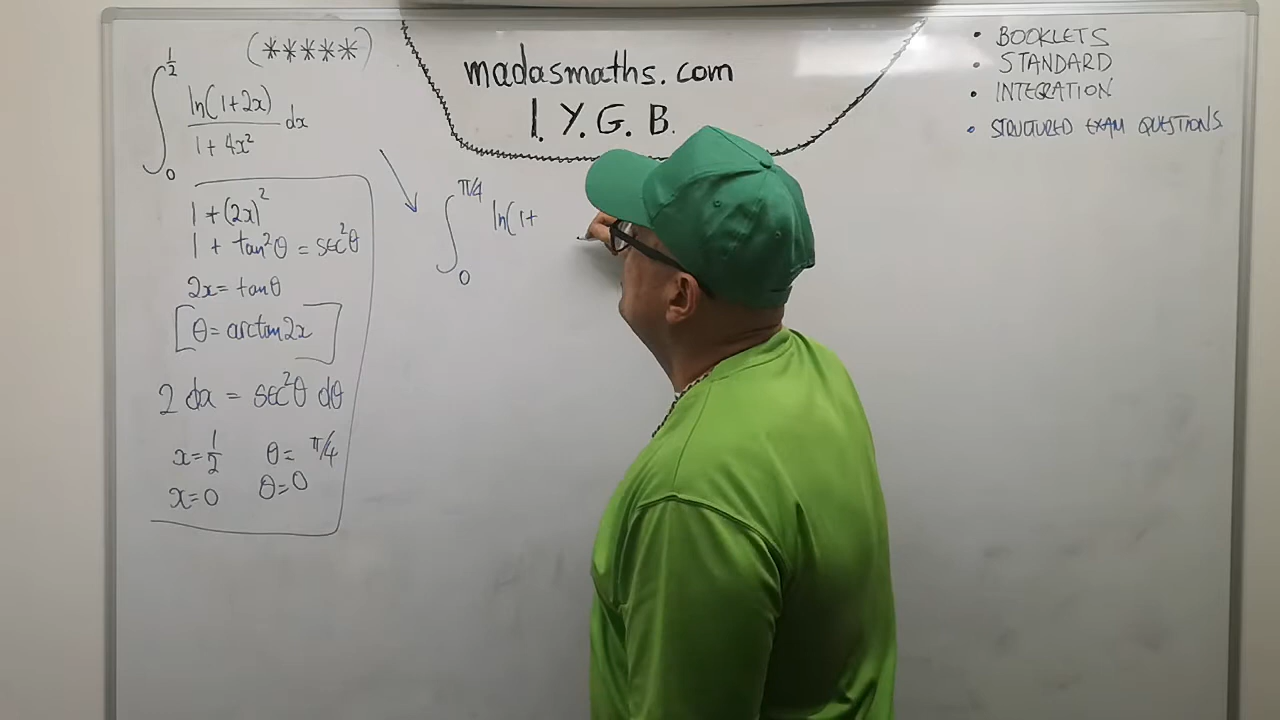 (*****)
∫₀^½ ln(1+2x)/(1+4x²) dx
1+(2x)²
1 + tan²θ = sec²θ
2x = tanθ
[θ = arctan2x]
2 dx = sec²θ dθ
x = ½ θ = π/4
x = 0 θ = 0
madasmaths.com
I. Y. G. B.
∫₀^π/4 ln(1+
• BOOKLETS
• STANDARD
• INTEGRATION
• STRUCTURED EXAM QUESTIONS